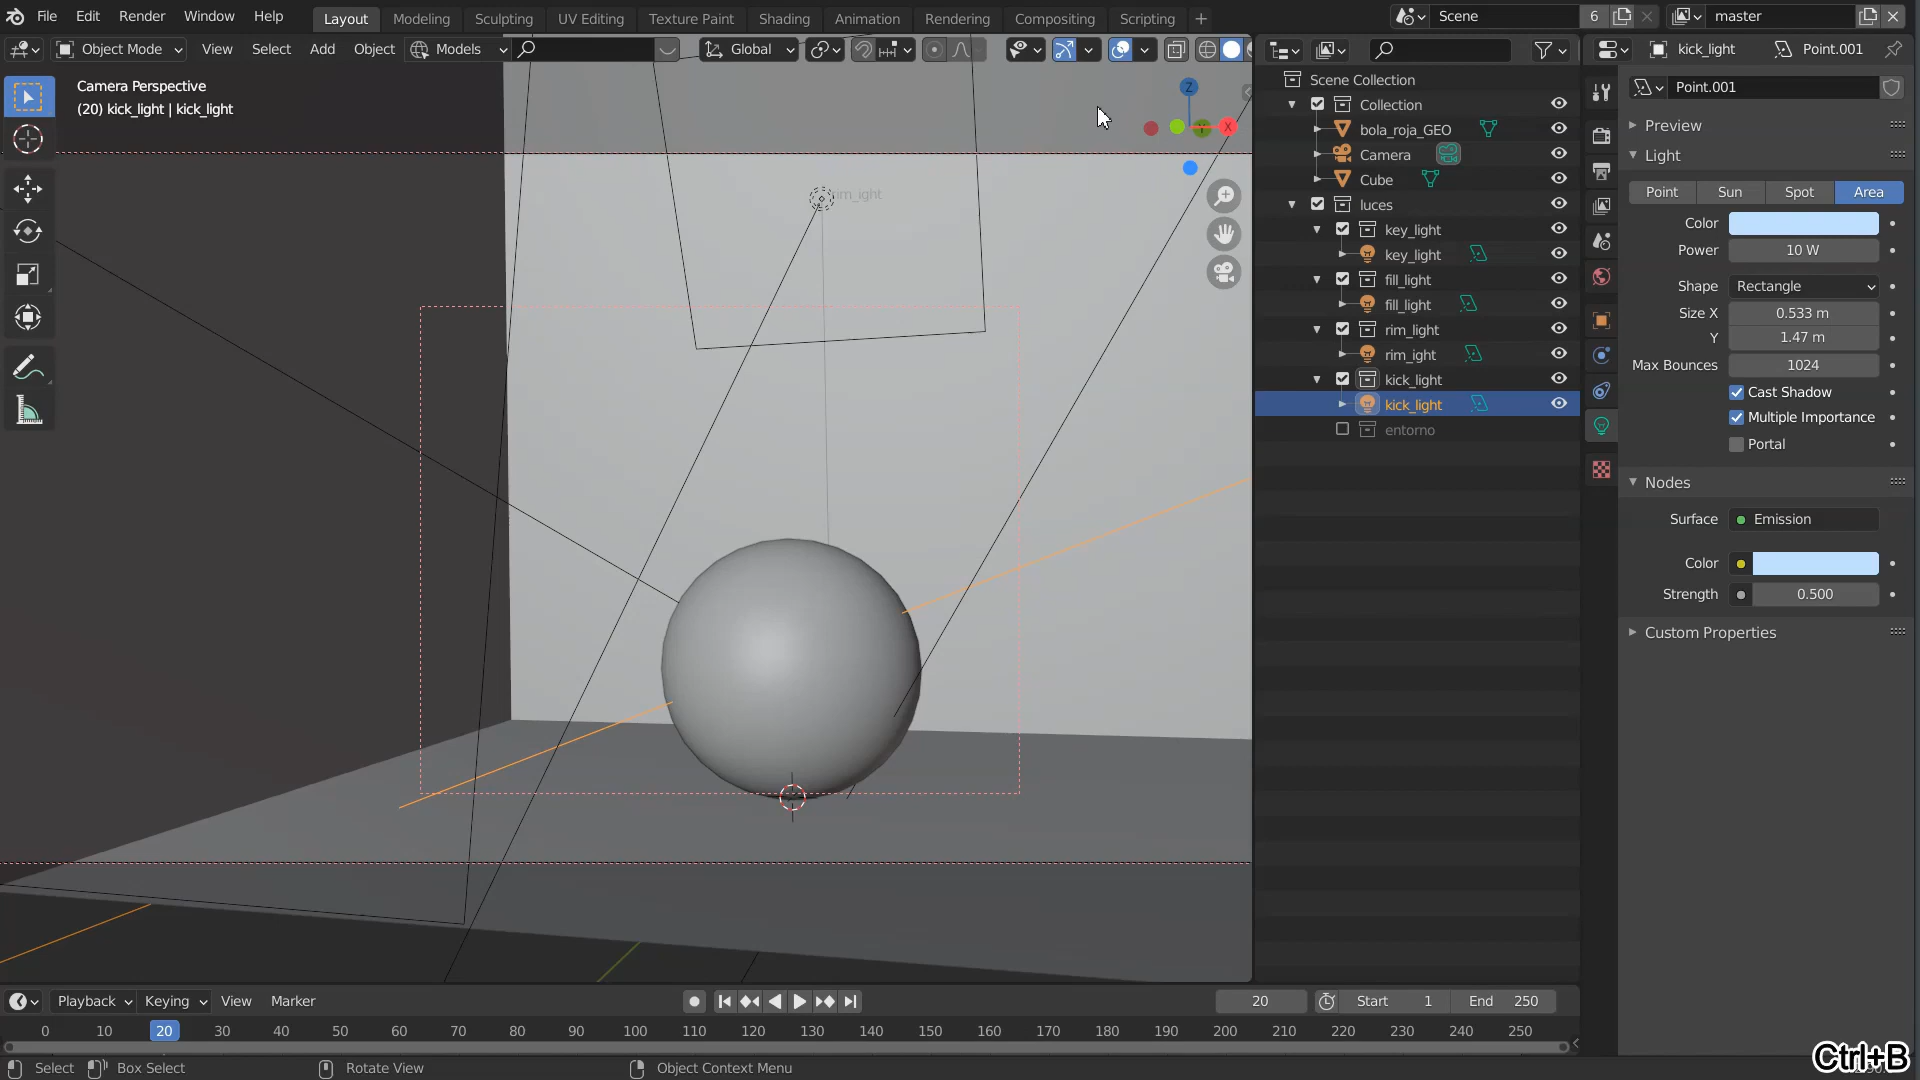 File Edit Render Window Help Layout Modeling Sculpting UV Editing Texture Paint Shading Animation Rendering Compositing Scripting + Scene 6 master
Object Mode View Select Add Object Models Global
kick_light Point.001
Camera Perspective
(20) kick_light | kick_light
Z
X
Scene Collection
Collection
bola_roja_GEO
Camera
Cube
luces
key_light
key_light
fill_light
fill_light
rim_light
rim_ight
kick_light
kick_light
entorno
Point.001
Preview
Light
Point Sun Spot Area
Color
Power 10 W
Shape Rectangle
Size X 0.533 m
Y 1.47 m
Max Bounces 1024
Cast Shadow
Multiple Importance
Portal
Nodes
Surface Emission
Color
Strength 0.500
Custom Properties
Playback Keying View Marker 20 Start 1 End 250
0 10 20 30 40 50 60 70 80 90 100 110 120 130 140 150 160 170 180 190 200 210 220 230 240 250
Select Box Select Rotate View Object Context Menu
Ctrl+B